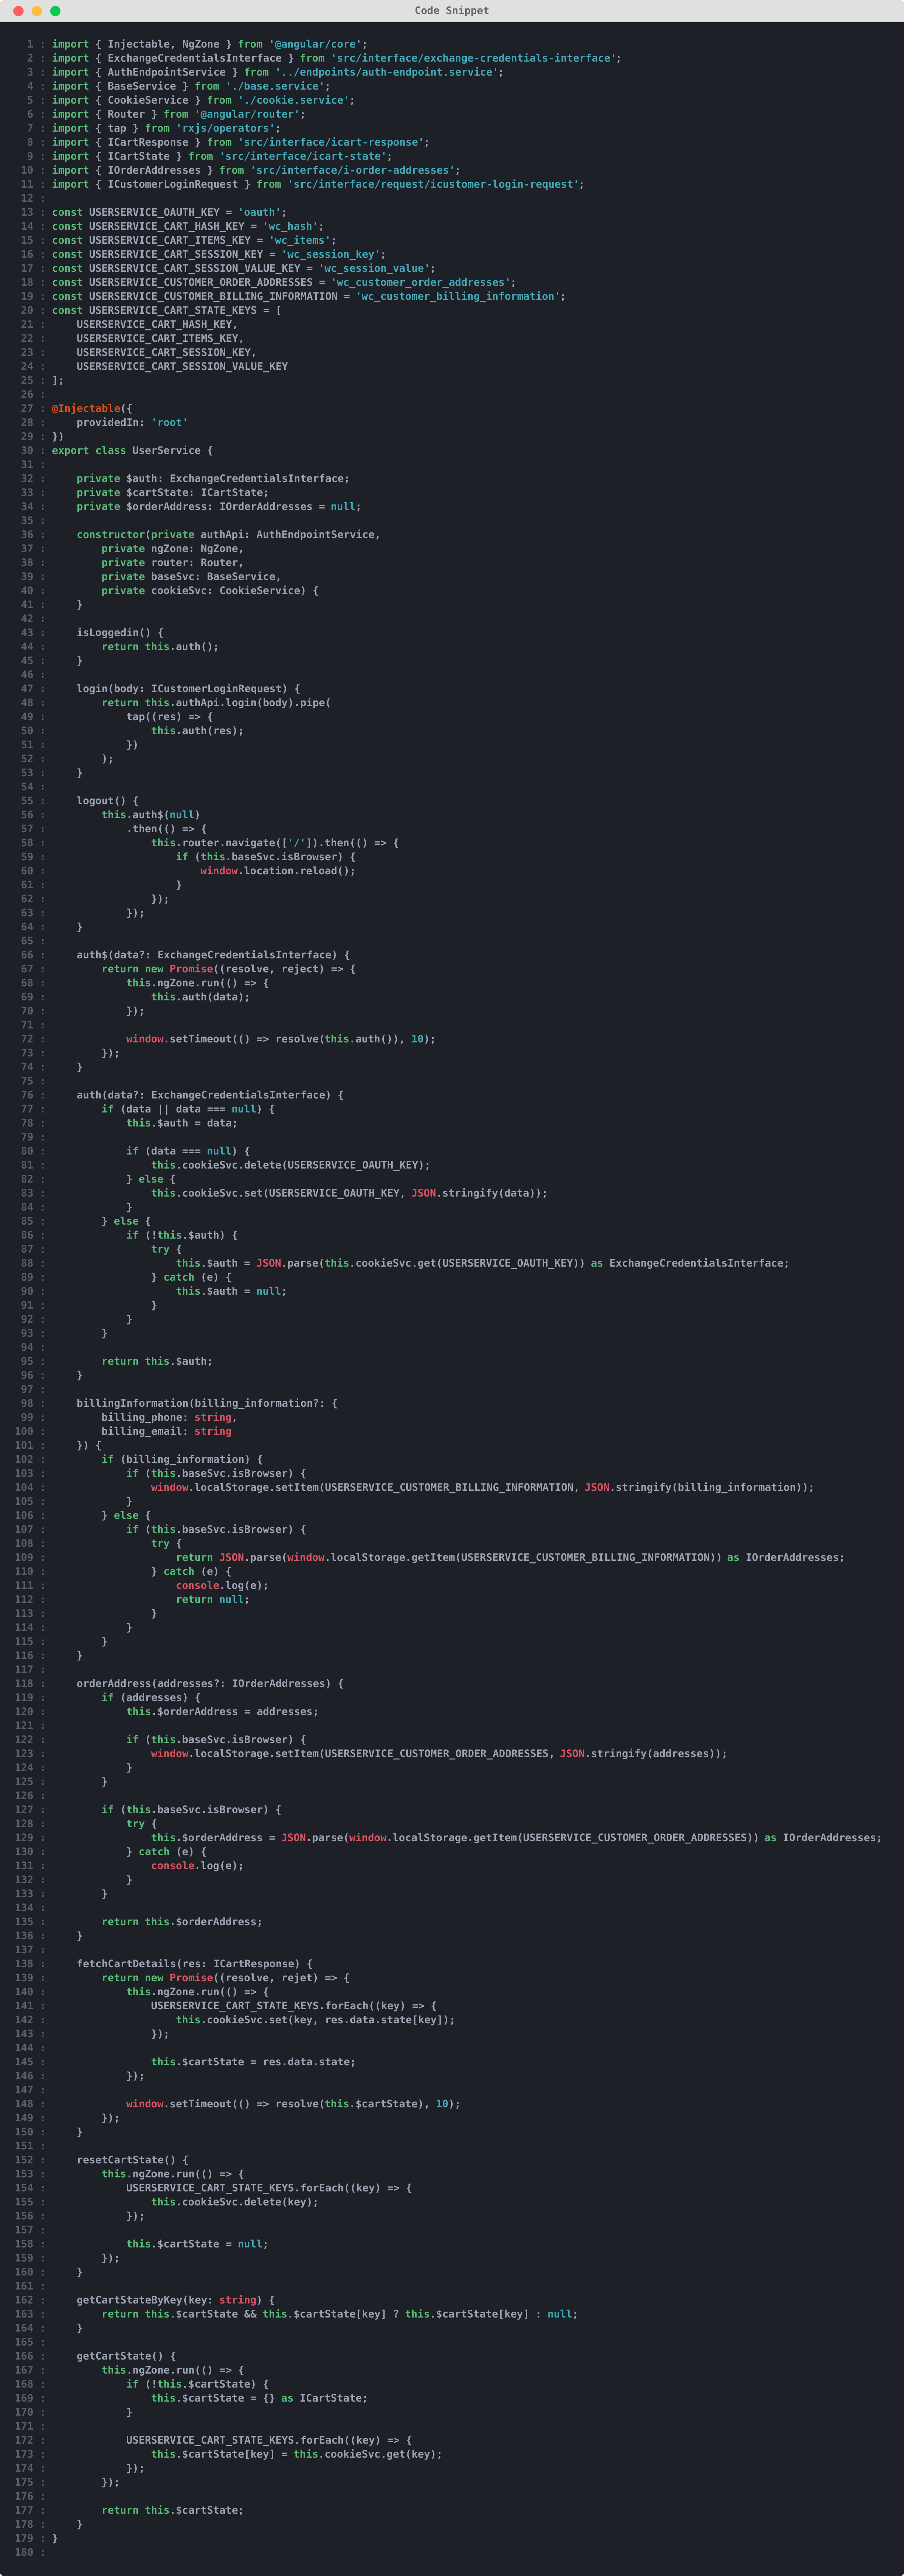 Code Snippet
1 : import { Injectable, NgZone } from '@angular/core';
2 : import { ExchangeCredentialsInterface } from 'src/interface/exchange-credentials-interface';
3 : import { AuthEndpointService } from '../endpoints/auth-endpoint.service';
4 : import { BaseService } from './base.service';
5 : import { CookieService } from './cookie.service';
6 : import { Router } from '@angular/router';
7 : import { tap } from 'rxjs/operators';
8 : import { ICartResponse } from 'src/interface/icart-response';
9 : import { ICartState } from 'src/interface/icart-state';
10 : import { IOrderAddresses } from 'src/interface/i-order-addresses';
11 : import { ICustomerLoginRequest } from 'src/interface/request/icustomer-login-request';
12 :
13 : const USERSERVICE_OAUTH_KEY = 'oauth';
14 : const USERSERVICE_CART_HASH_KEY = 'wc_hash';
15 : const USERSERVICE_CART_ITEMS_KEY = 'wc_items';
16 : const USERSERVICE_CART_SESSION_KEY = 'wc_session_key';
17 : const USERSERVICE_CART_SESSION_VALUE_KEY = 'wc_session_value';
18 : const USERSERVICE_CUSTOMER_ORDER_ADDRESSES = 'wc_customer_order_addresses';
19 : const USERSERVICE_CUSTOMER_BILLING_INFORMATION = 'wc_customer_billing_information';
20 : const USERSERVICE_CART_STATE_KEYS = [
21 :     USERSERVICE_CART_HASH_KEY,
22 :     USERSERVICE_CART_ITEMS_KEY,
23 :     USERSERVICE_CART_SESSION_KEY,
24 :     USERSERVICE_CART_SESSION_VALUE_KEY
25 : ];
26 :
27 : @Injectable({
28 :     providedIn: 'root'
29 : })
30 : export class UserService {
31 :
32 :     private $auth: ExchangeCredentialsInterface;
33 :     private $cartState: ICartState;
34 :     private $orderAddress: IOrderAddresses = null;
35 :
36 :     constructor(private authApi: AuthEndpointService,
37 :         private ngZone: NgZone,
38 :         private router: Router,
39 :         private baseSvc: BaseService,
40 :         private cookieSvc: CookieService) {
41 :     }
42 :
43 :     isLoggedin() {
44 :         return this.auth();
45 :     }
46 :
47 :     login(body: ICustomerLoginRequest) {
48 :         return this.authApi.login(body).pipe(
49 :             tap((res) => {
50 :                 this.auth(res);
51 :             })
52 :         );
53 :     }
54 :
55 :     logout() {
56 :         this.auth$(null)
57 :             .then(() => {
58 :                 this.router.navigate(['/']).then(() => {
59 :                     if (this.baseSvc.isBrowser) {
60 :                         window.location.reload();
61 :                     }
62 :                 });
63 :             });
64 :     }
65 :
66 :     auth$(data?: ExchangeCredentialsInterface) {
67 :         return new Promise((resolve, reject) => {
68 :             this.ngZone.run(() => {
69 :                 this.auth(data);
70 :             });
71 :
72 :             window.setTimeout(() => resolve(this.auth()), 10);
73 :         });
74 :     }
75 :
76 :     auth(data?: ExchangeCredentialsInterface) {
77 :         if (data || data === null) {
78 :             this.$auth = data;
79 :
80 :             if (data === null) {
81 :                 this.cookieSvc.delete(USERSERVICE_OAUTH_KEY);
82 :             } else {
83 :                 this.cookieSvc.set(USERSERVICE_OAUTH_KEY, JSON.stringify(data));
84 :             }
85 :         } else {
86 :             if (!this.$auth) {
87 :                 try {
88 :                     this.$auth = JSON.parse(this.cookieSvc.get(USERSERVICE_OAUTH_KEY)) as ExchangeCredentialsInterface;
89 :                 } catch (e) {
90 :                     this.$auth = null;
91 :                 }
92 :             }
93 :         }
94 :
95 :         return this.$auth;
96 :     }
97 :
98 :     billingInformation(billing_information?: {
99 :         billing_phone: string,
100 :         billing_email: string
101 :     }) {
102 :         if (billing_information) {
103 :             if (this.baseSvc.isBrowser) {
104 :                 window.localStorage.setItem(USERSERVICE_CUSTOMER_BILLING_INFORMATION, JSON.stringify(billing_information));
105 :             }
106 :         } else {
107 :             if (this.baseSvc.isBrowser) {
108 :                 try {
109 :                     return JSON.parse(window.localStorage.getItem(USERSERVICE_CUSTOMER_BILLING_INFORMATION)) as IOrderAddresses;
110 :                 } catch (e) {
111 :                     console.log(e);
112 :                     return null;
113 :                 }
114 :             }
115 :         }
116 :     }
117 :
118 :     orderAddress(addresses?: IOrderAddresses) {
119 :         if (addresses) {
120 :             this.$orderAddress = addresses;
121 :
122 :             if (this.baseSvc.isBrowser) {
123 :                 window.localStorage.setItem(USERSERVICE_CUSTOMER_ORDER_ADDRESSES, JSON.stringify(addresses));
124 :             }
125 :         }
126 :
127 :         if (this.baseSvc.isBrowser) {
128 :             try {
129 :                 this.$orderAddress = JSON.parse(window.localStorage.getItem(USERSERVICE_CUSTOMER_ORDER_ADDRESSES)) as IOrderAddresses;
130 :             } catch (e) {
131 :                 console.log(e);
132 :             }
133 :         }
134 :
135 :         return this.$orderAddress;
136 :     }
137 :
138 :     fetchCartDetails(res: ICartResponse) {
139 :         return new Promise((resolve, rejet) => {
140 :             this.ngZone.run(() => {
141 :                 USERSERVICE_CART_STATE_KEYS.forEach((key) => {
142 :                     this.cookieSvc.set(key, res.data.state[key]);
143 :                 });
144 :
145 :                 this.$cartState = res.data.state;
146 :             });
147 :
148 :             window.setTimeout(() => resolve(this.$cartState), 10);
149 :         });
150 :     }
151 :
152 :     resetCartState() {
153 :         this.ngZone.run(() => {
154 :             USERSERVICE_CART_STATE_KEYS.forEach((key) => {
155 :                 this.cookieSvc.delete(key);
156 :             });
157 :
158 :             this.$cartState = null;
159 :         });
160 :     }
161 :
162 :     getCartStateByKey(key: string) {
163 :         return this.$cartState && this.$cartState[key] ? this.$cartState[key] : null;
164 :     }
165 :
166 :     getCartState() {
167 :         this.ngZone.run(() => {
168 :             if (!this.$cartState) {
169 :                 this.$cartState = {} as ICartState;
170 :             }
171 :
172 :             USERSERVICE_CART_STATE_KEYS.forEach((key) => {
173 :                 this.$cartState[key] = this.cookieSvc.get(key);
174 :             });
175 :         });
176 :
177 :         return this.$cartState;
178 :     }
179 : }
180 :